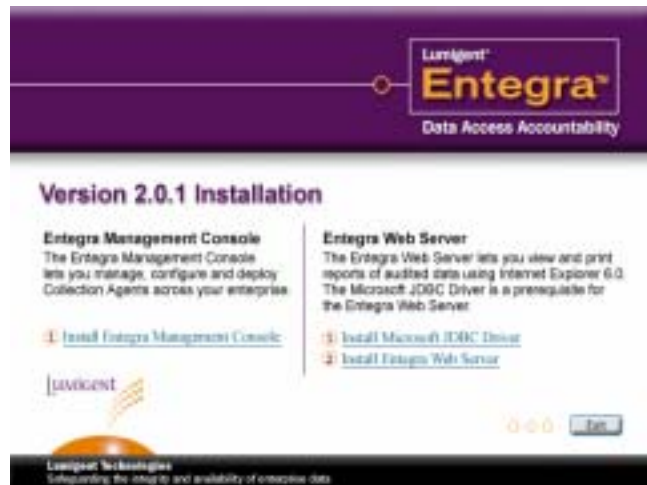 Lumigent®
Entegra™
Data Access Accountability
Version 2.0.1 Installation
Entegra Management Console
The Entegra Management Console
lets you manage, configure and deploy
Collection Agents across your enterprise
1 Install Entegra Management Console
Entegra Web Server
The Entegra Web Server lets you view and print
reports of audited data using Internet Explorer 6.0.
The Microsoft JDBC Driver is a prerequisite for
the Entegra Web Server.
1 Install Microsoft JDBC Driver
2 Install Entegra Web Server
LUMIGENT
Exit
Lumigent Technologies
Safeguarding the integrity and availability of enterprise data